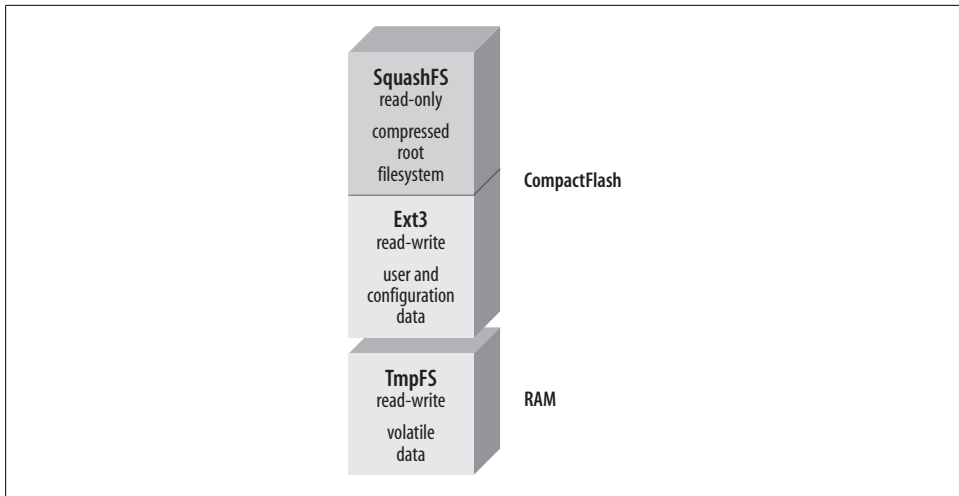 SquashFS
read-only
compressed
root
filesystem
CompactFlash
Ext3
read-write
user and
configuration
data
TmpFS
read-write
RAM
volatile
data